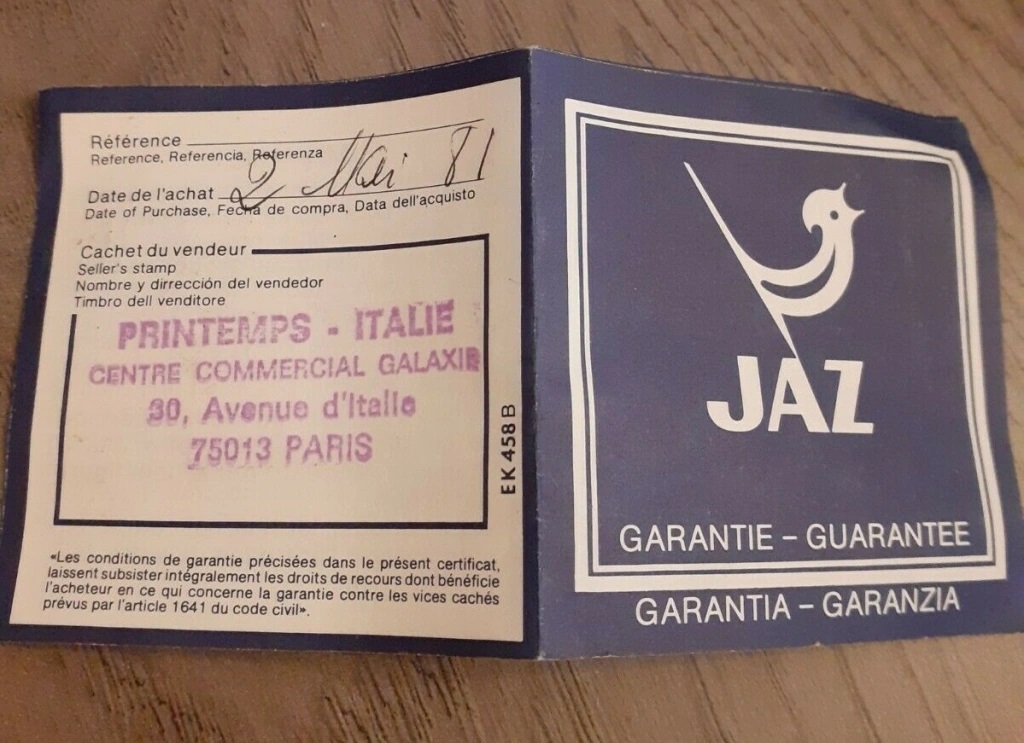 Référence
Reference, Referencia, Referenza
Date de l'achat 2 Mai 81
Date of Purchase, Fecha de compra, Data dell'acquisto
Cachet du vendeur
Seller's stamp
Nombre y dirrección del vendedor
Timbro dell venditore
PRINTEMPS - ITALIE
CENTRE COMMERCIAL GALAXIE
30, Avenue d'Italie
75013 PARIS
EK 458 B
«Les conditions de garantie précisées dans le présent certificat,
laissent subsister intégralement les droits de recours dont bénéficie
l'acheteur en ce qui concerne la garantie contre les vices cachés
prévus par l'article 1641 du code civil».
JAZ
GARANTIE - GUARANTEE
GARANTIA - GARANZIA